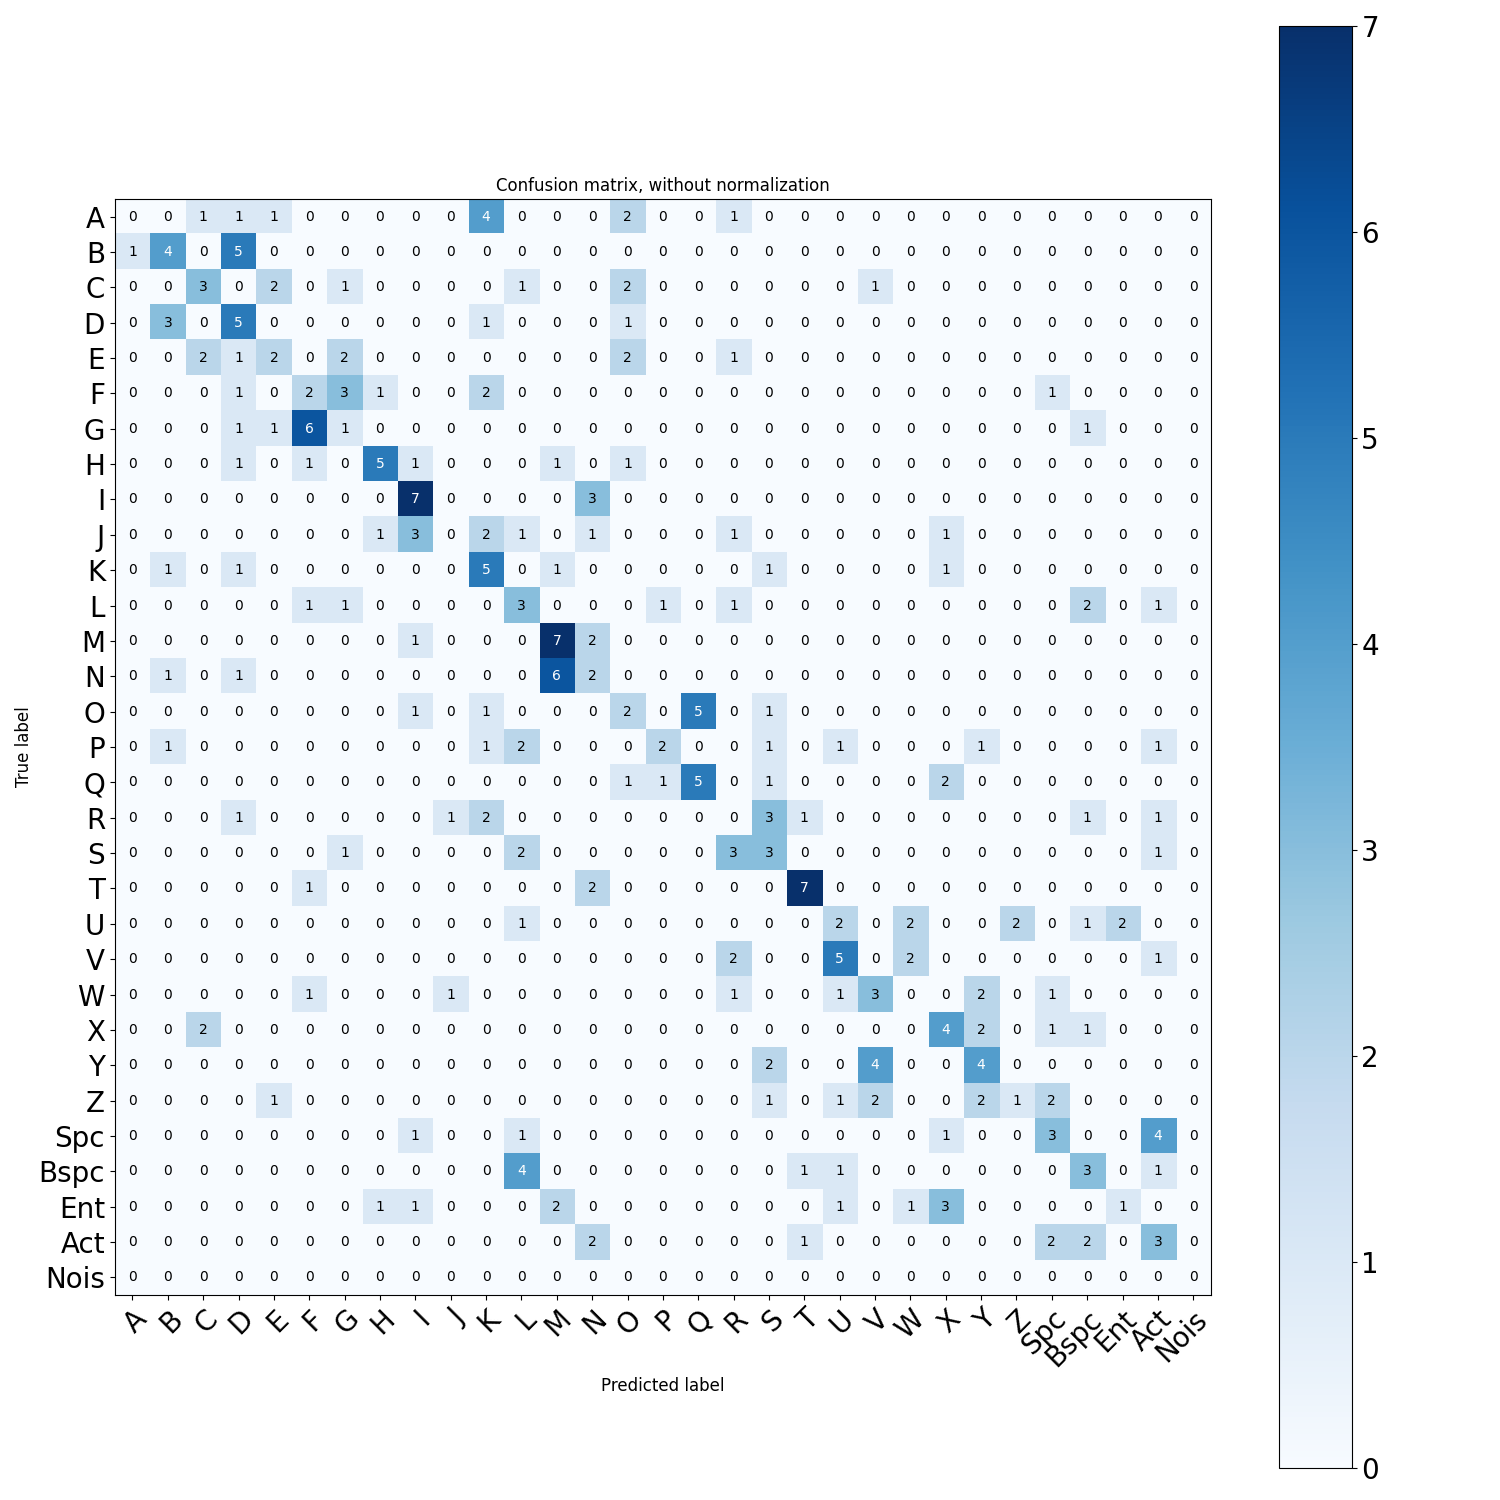 Confusion matrix, without normalization
A 0 0 1 1 1 0 0 0 0 0 4 0 0 0 2 0 0 1 0 0 0 0 0 0 0 0 0 0 0 0 0
B 1 4 0 5 0 0 0 0 0 0 0 0 0 0 0 0 0 0 0 0 0 0 0 0 0 0 0 0 0 0 0
C 0 0 3 0 2 0 1 0 0 0 0 1 0 0 2 0 0 0 0 0 0 1 0 0 0 0 0 0 0 0 0
D 0 3 0 5 0 0 0 0 0 0 1 0 0 0 1 0 0 0 0 0 0 0 0 0 0 0 0 0 0 0 0
E 0 0 2 1 2 0 2 0 0 0 0 0 0 0 2 0 0 1 0 0 0 0 0 0 0 0 0 0 0 0 0
F 0 0 0 1 0 2 3 1 0 0 2 0 0 0 0 0 0 0 0 0 0 0 0 0 0 0 1 0 0 0 0
G 0 0 0 1 1 6 1 0 0 0 0 0 0 0 0 0 0 0 0 0 0 0 0 0 0 0 0 1 0 0 0
H 0 0 0 1 0 1 0 5 1 0 0 0 1 0 1 0 0 0 0 0 0 0 0 0 0 0 0 0 0 0 0
I 0 0 0 0 0 0 0 0 7 0 0 0 0 3 0 0 0 0 0 0 0 0 0 0 0 0 0 0 0 0 0
J 0 0 0 0 0 0 0 1 3 0 2 1 0 1 0 0 0 1 0 0 0 0 0 1 0 0 0 0 0 0 0
K 0 1 0 1 0 0 0 0 0 0 5 0 1 0 0 0 0 0 1 0 0 0 0 1 0 0 0 0 0 0 0
L 0 0 0 0 0 1 1 0 0 0 0 3 0 0 0 1 0 1 0 0 0 0 0 0 0 0 0 2 0 1 0
M 0 0 0 0 0 0 0 0 1 0 0 0 7 2 0 0 0 0 0 0 0 0 0 0 0 0 0 0 0 0 0
N 0 1 0 1 0 0 0 0 0 0 0 0 6 2 0 0 0 0 0 0 0 0 0 0 0 0 0 0 0 0 0
O 0 0 0 0 0 0 0 0 1 0 1 0 0 0 2 0 5 0 1 0 0 0 0 0 0 0 0 0 0 0 0
P 0 1 0 0 0 0 0 0 0 0 1 2 0 0 0 2 0 0 1 0 1 0 0 0 1 0 0 0 0 1 0
Q 0 0 0 0 0 0 0 0 0 0 0 0 0 0 1 1 5 0 1 0 0 0 0 2 0 0 0 0 0 0 0
R 0 0 0 1 0 0 0 0 0 1 2 0 0 0 0 0 0 0 3 1 0 0 0 0 0 0 0 1 0 1 0
S 0 0 0 0 0 0 1 0 0 0 0 2 0 0 0 0 0 3 3 0 0 0 0 0 0 0 0 0 0 1 0
T 0 0 0 0 0 1 0 0 0 0 0 0 0 2 0 0 0 0 0 7 0 0 0 0 0 0 0 0 0 0 0
U 0 0 0 0 0 0 0 0 0 0 0 1 0 0 0 0 0 0 0 0 2 0 2 0 0 2 0 1 2 0 0
V 0 0 0 0 0 0 0 0 0 0 0 0 0 0 0 0 0 2 0 0 5 0 2 0 0 0 0 0 0 1 0
W 0 0 0 0 0 1 0 0 0 1 0 0 0 0 0 0 0 1 0 0 1 3 0 0 2 0 1 0 0 0 0
X 0 0 2 0 0 0 0 0 0 0 0 0 0 0 0 0 0 0 0 0 0 0 0 4 2 0 1 1 0 0 0
Y 0 0 0 0 0 0 0 0 0 0 0 0 0 0 0 0 0 0 2 0 0 4 0 0 4 0 0 0 0 0 0
Z 0 0 0 0 1 0 0 0 0 0 0 0 0 0 0 0 0 0 1 0 1 2 0 0 2 1 2 0 0 0 0
Spc 0 0 0 0 0 0 0 0 1 0 0 1 0 0 0 0 0 0 0 0 0 0 0 1 0 0 3 0 0 4 0
Bspc 0 0 0 0 0 0 0 0 0 0 0 4 0 0 0 0 0 0 0 1 1 0 0 0 0 0 0 3 0 1 0
Ent 0 0 0 0 0 0 0 1 1 0 0 0 2 0 0 0 0 0 0 0 1 0 1 3 0 0 0 0 1 0 0
Act 0 0 0 0 0 0 0 0 0 0 0 0 0 2 0 0 0 0 0 1 0 0 0 0 0 0 2 2 0 3 0
Nois 0 0 0 0 0 0 0 0 0 0 0 0 0 0 0 0 0 0 0 0 0 0 0 0 0 0 0 0 0 0 0
A B C D E F G H I J K L M N O P Q R S T U V W X Y Z Spc Bspc Ent Act Nois
Predicted label
True label
7
6
5
4
3
2
1
0